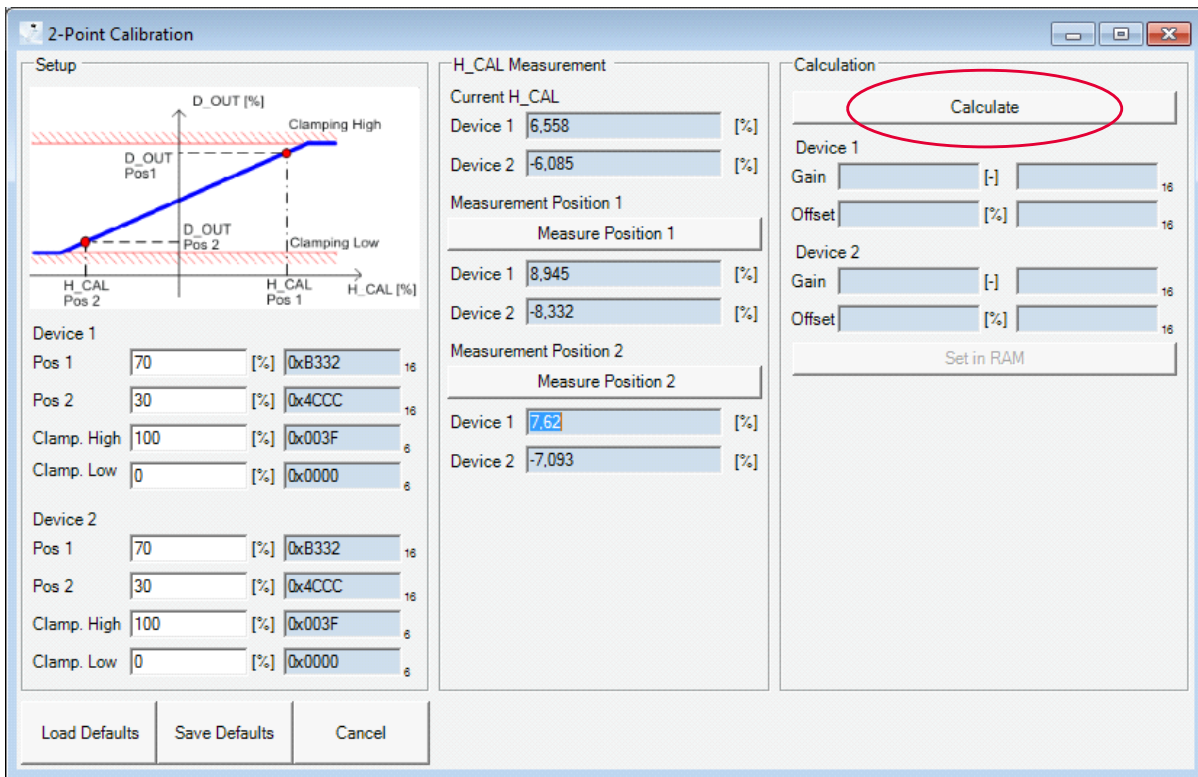 2-Point Calibration
Setup
D_OUT [%]
Clamping High
D_OUT
Pos1
D_OUT
Pos 2
Clamping Low
H_CAL
Pos 2
H_CAL
Pos 1
H_CAL [%]
Device 1
Pos 1 70 [%] 0xB332 16
Pos 2 30 [%] 0x4CCC 16
Clamp. High 100 [%] 0x003F 6
Clamp. Low 0 [%] 0x0000 6
Device 2
Pos 1 70 [%] 0xB332 16
Pos 2 30 [%] 0x4CCC 16
Clamp. High 100 [%] 0x003F 6
Clamp. Low 0 [%] 0x0000 6
Load Defaults Save Defaults Cancel
H_CAL Measurement
Current H_CAL
Device 1 6,558 [%]
Device 2 -6,085 [%]
Measurement Position 1
Measure Position 1
Device 1 8,945 [%]
Device 2 -8,332 [%]
Measurement Position 2
Measure Position 2
Device 1 7,62 [%]
Device 2 -7,093 [%]
Calculation
Calculate
Device 1
Gain [-] 16
Offset [%] 16
Device 2
Gain [-] 16
Offset [%] 16
Set in RAM